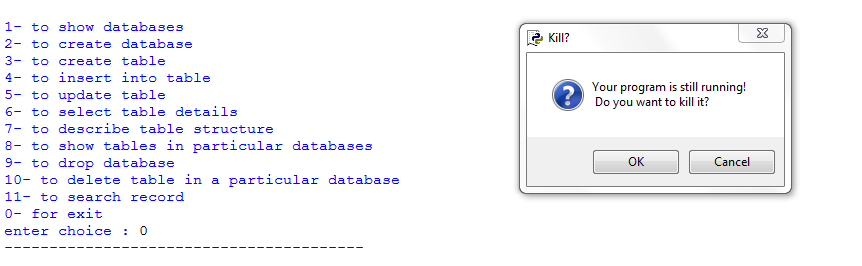 1- to show databases
2- to create database
3- to create table
4- to insert into table
5- to update table
6- to select table details
7- to describe table structure
8- to show tables in particular databases
9- to drop database
10- to delete table in a particular database
11- to search record
0- for exit
enter choice : 0
----------------------------------------
Kill?
Your program is still running!
Do you want to kill it?
OK
Cancel